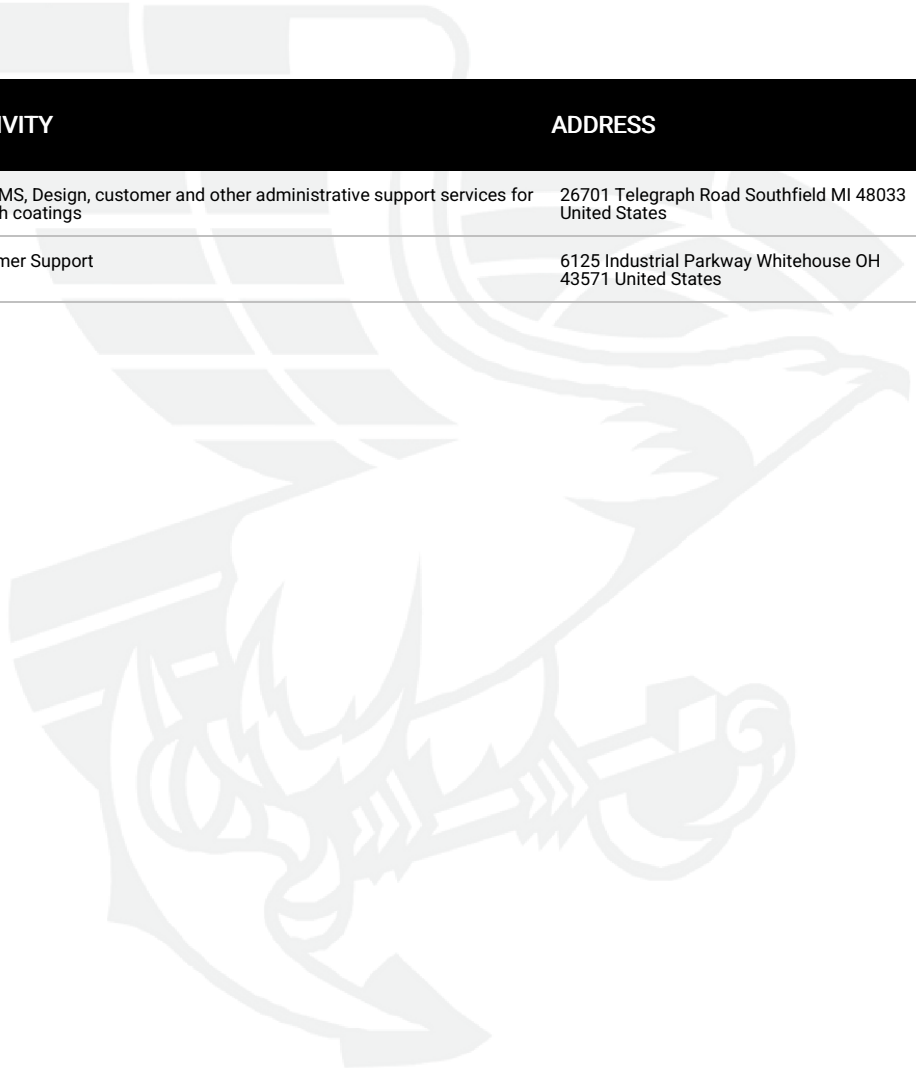 IVITY ADDRESS
MS, Design, customer and other administrative support services for 26701 Telegraph Road Southfield MI 48033
h coatings United States
mer Support 6125 Industrial Parkway Whitehouse OH
43571 United States